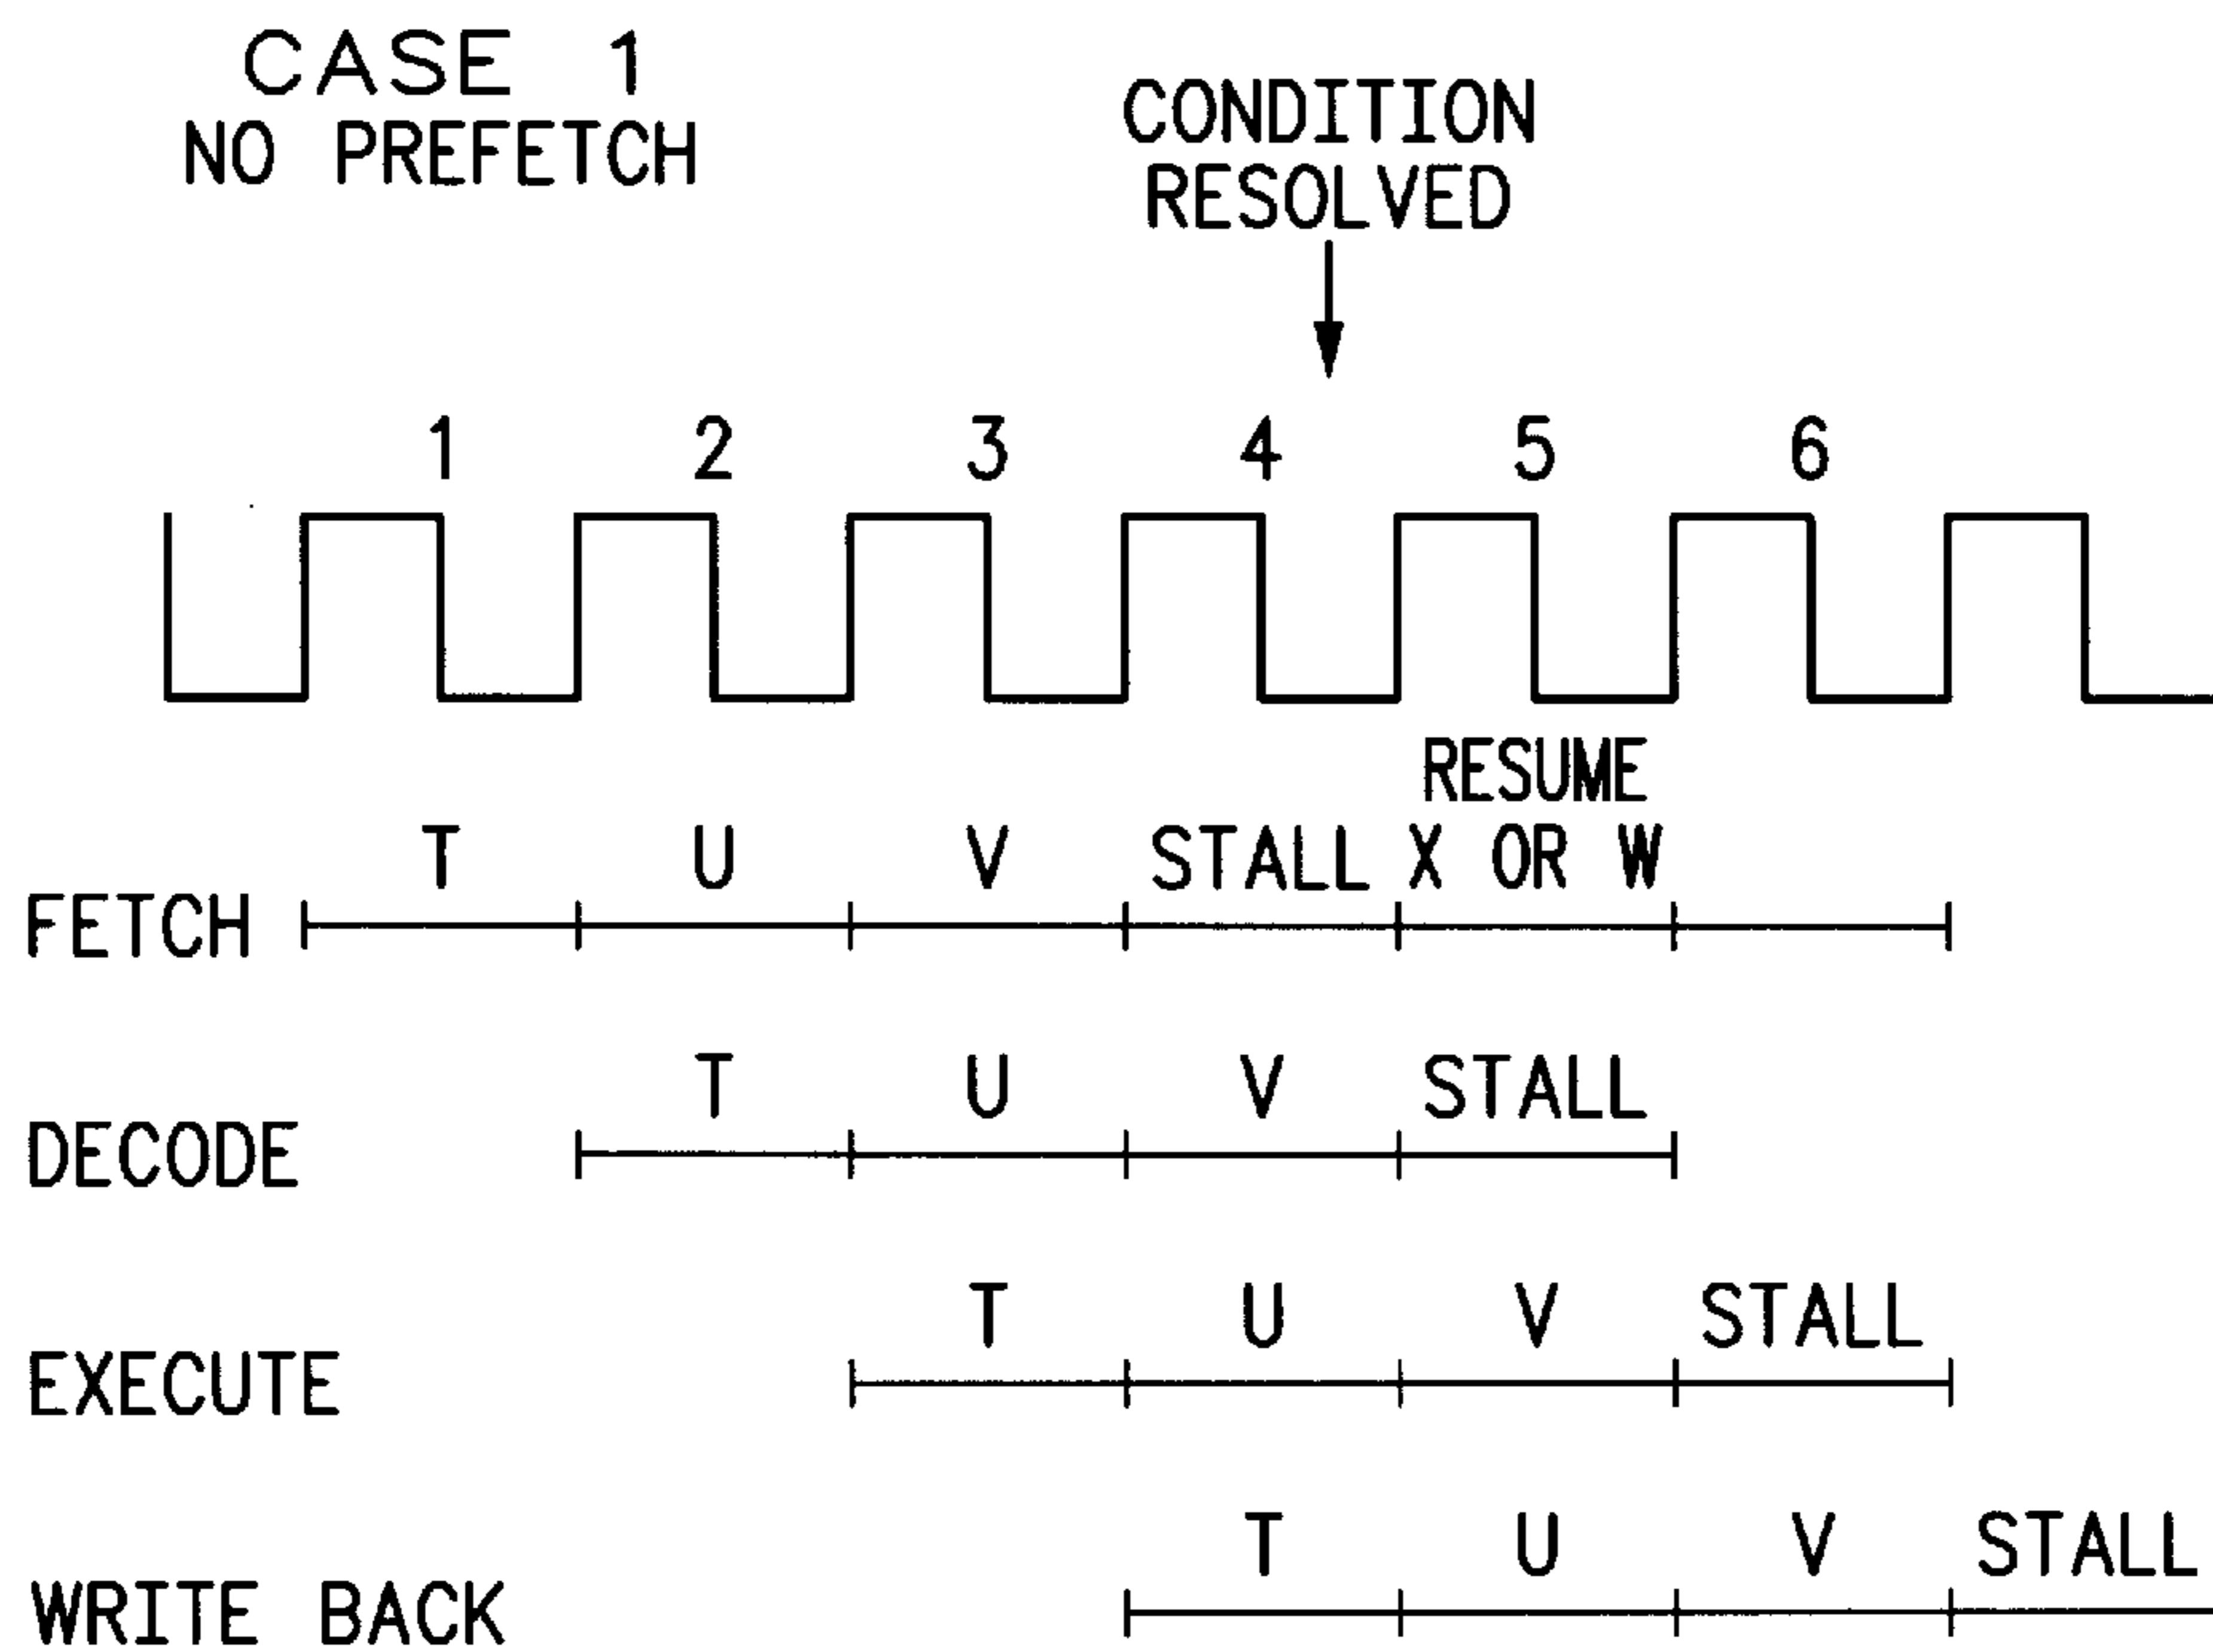 CASE 1
NO PREFETCH
CONDITION
RESOLVED
1 2 3 4 5 6
RESUME
T U V STALL X OR W
FETCH
T U V STALL
DECODE
T U V STALL
EXECUTE
T U V STALL
WRITE BACK